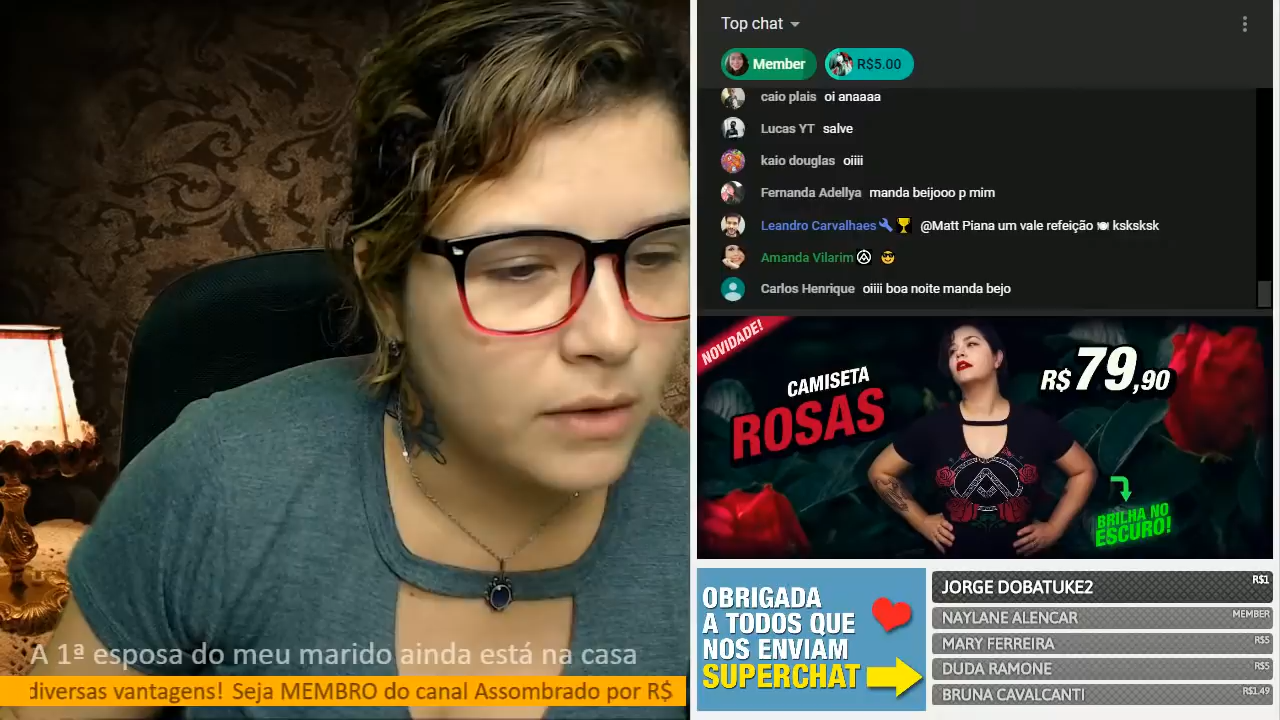 Top chat
Member
R$5.00
caio plais oi anaaaa
Lucas YT salve
kaio douglas oiiii
Fernanda Adellya manda beijooo p mim
Leandro Carvalhaes @Matt Piana um vale refeição 🍽 ksksksk
Amanda Vilarim 😎
Carlos Henrique oiiii boa noite manda bejo
NOVIDADE!
CAMISETA
ROSAS
R$79,90
BRILHA NO
ESCURO!
OBRIGADA
A TODOS QUE
NOS ENVIAM
SUPERCHAT
JORGE DOBATUKE2 R$1
NAYLANE ALENCAR MEMBER
MARY FERREIRA R$5
DUDA RAMONE R$5
BRUNA CAVALCANTI R$1,49
A 1ª esposa do meu marido ainda está na casa
diversas vantagens! Seja MEMBRO do canal Assombrado por R$